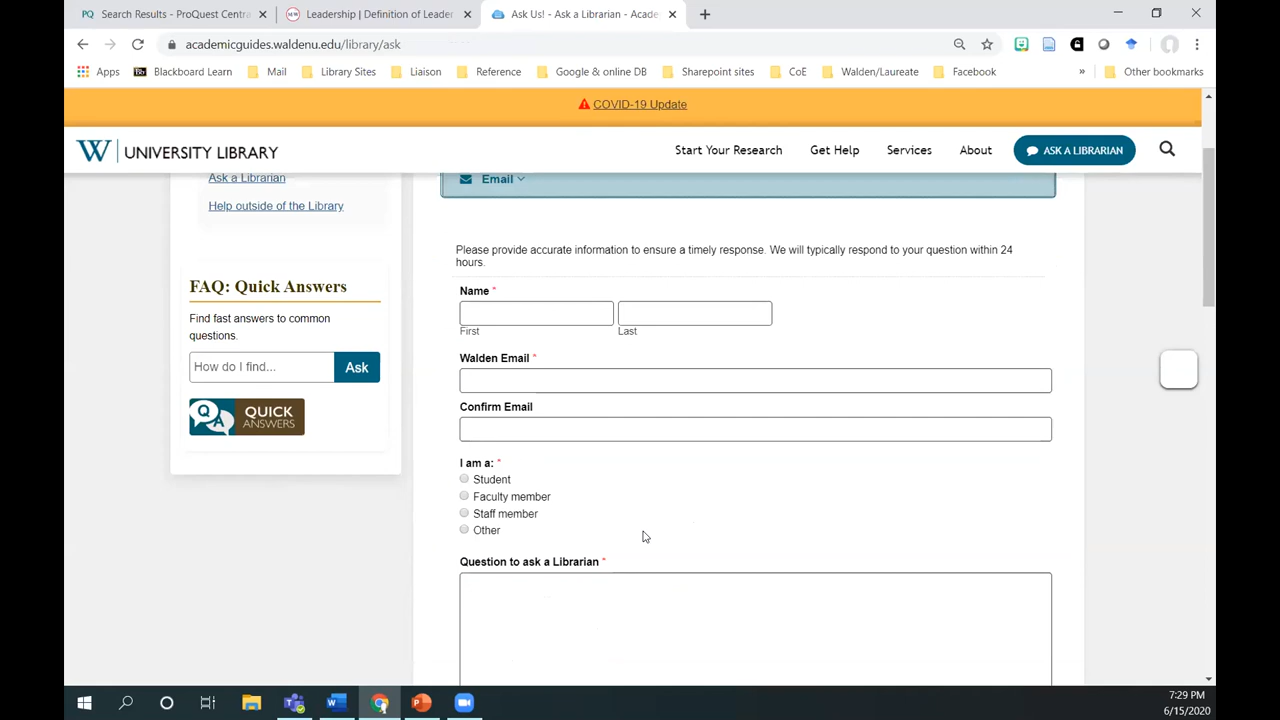 Search Results - ProQuest Centra
Leadership | Definition of Leader
Ask Us! - Ask a Librarian - Acade
academicguides.waldenu.edu/library/ask
Apps
Blackboard Learn
Mail
Library Sites
Liaison
Reference
Google & online DB
Sharepoint sites
CoE
Walden/Laureate
Facebook
»
Other bookmarks
COVID-19 Update
W UNIVERSITY LIBRARY
Start Your Research
Get Help
Services
About
ASK A LIBRARIAN
Ask a Librarian
Help outside of the Library
FAQ: Quick Answers
Find fast answers to common
questions.
How do I find...
Ask
Q A QUICK
ANSWERS
Email
Please provide accurate information to ensure a timely response. We will typically respond to your question within 24
hours.
Name *
First
Last
Walden Email *
Confirm Email
I am a: *
Student
Faculty member
Staff member
Other
Question to ask a Librarian *
7:29 PM
6/15/2020